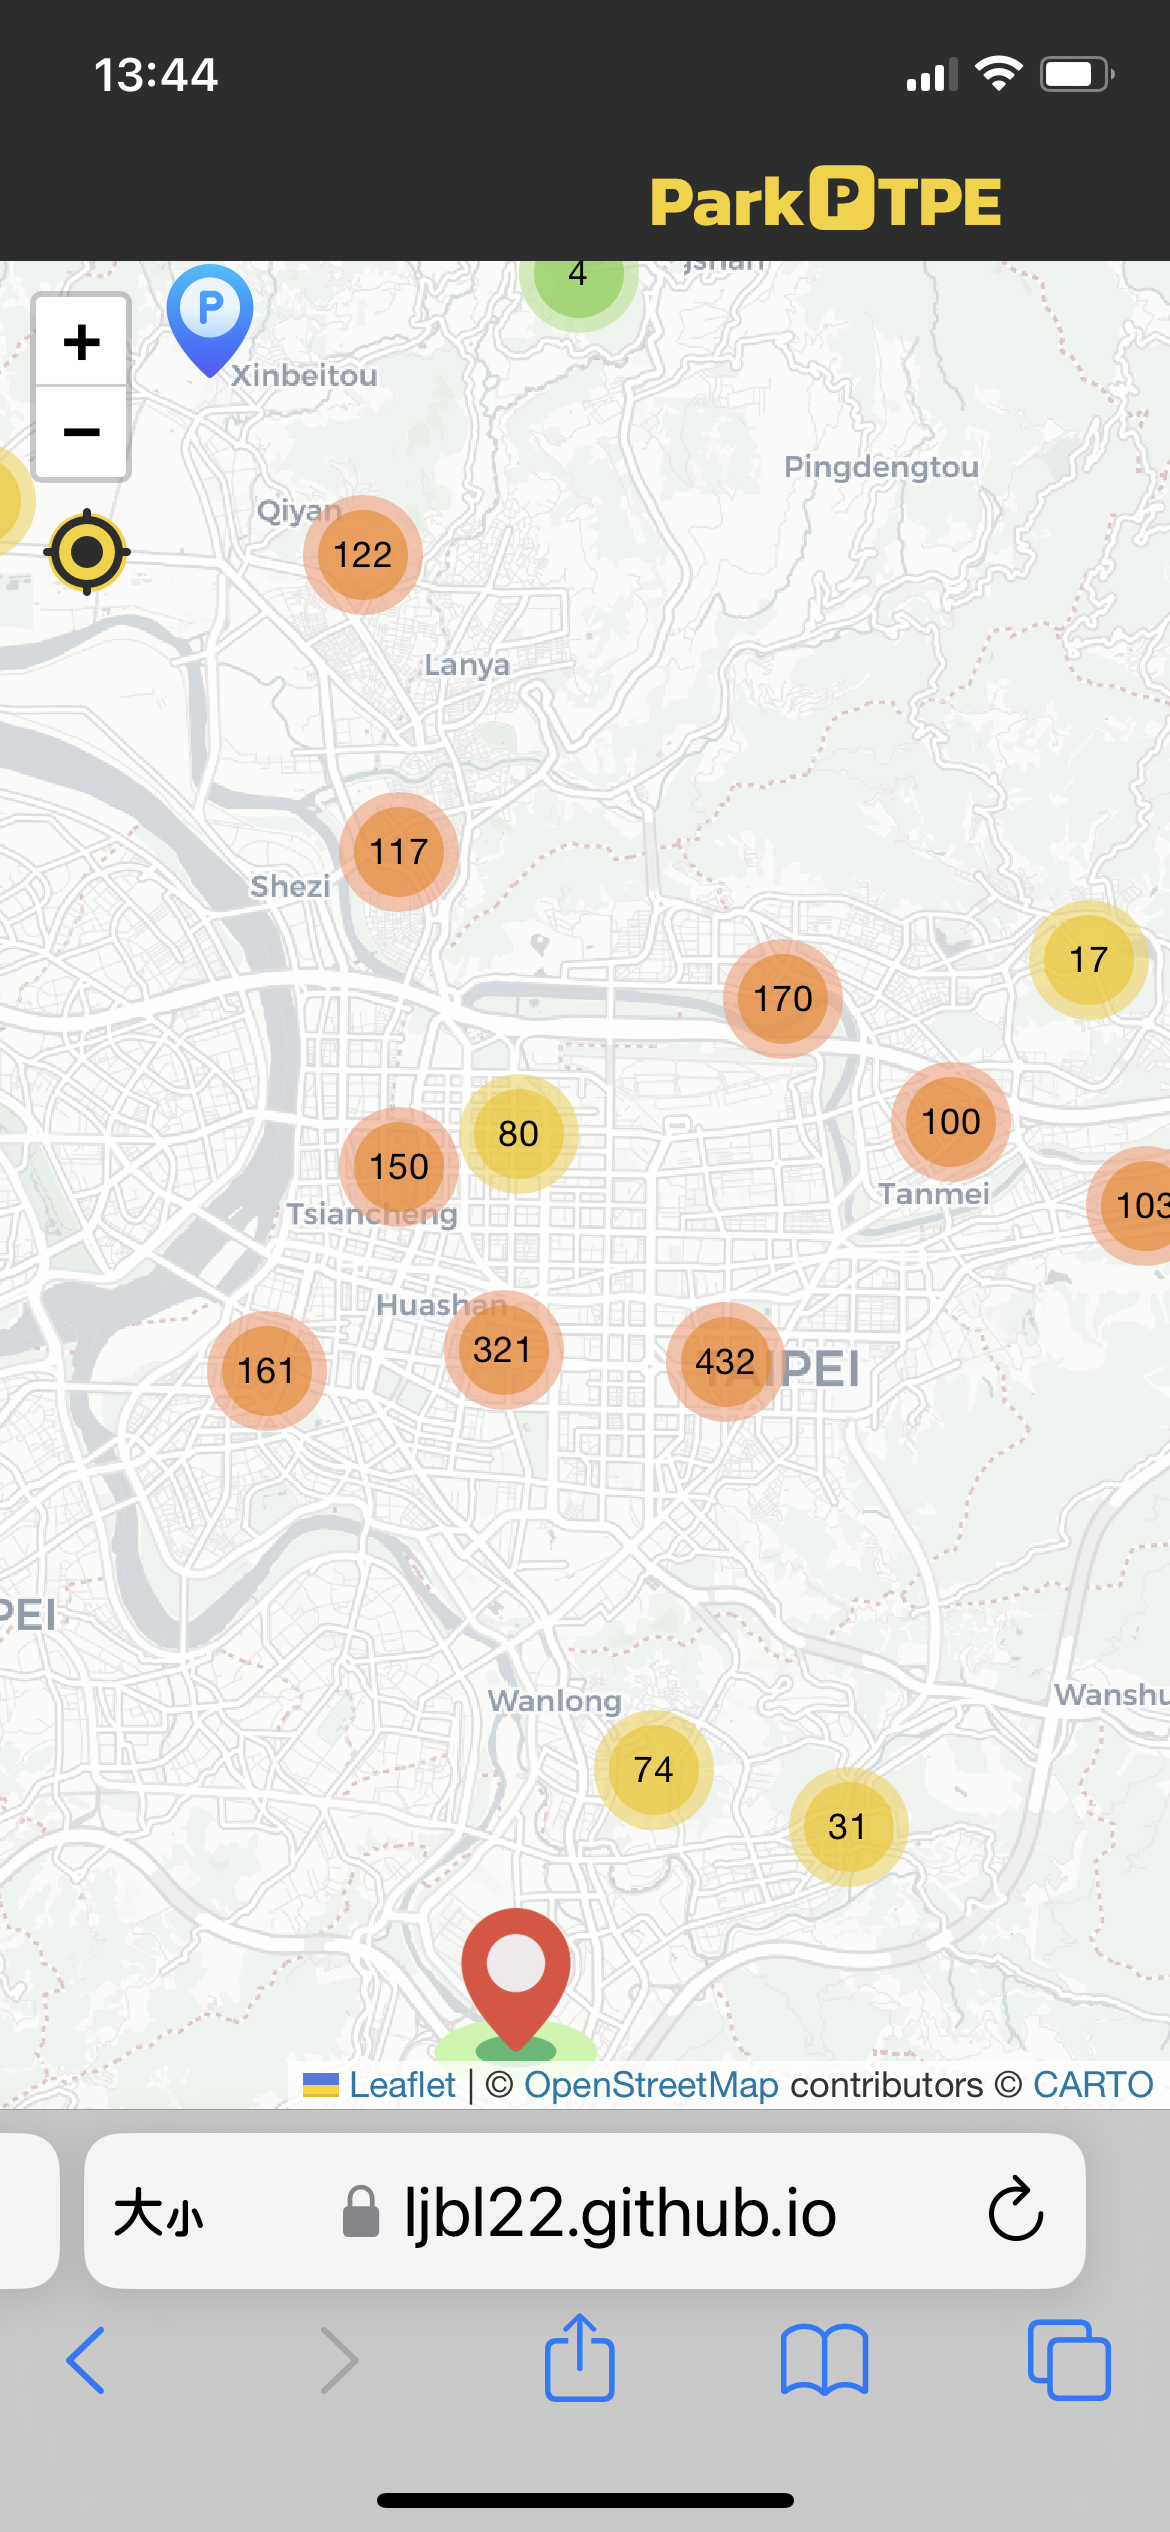 13:44
Park P TPE
4
P
Xinbeitou
+
−
Pingdengtou
Qiyan
122
Lanya
117
Shezi
17
170
80
100
150
Tanmei
103
Tsiancheng
Huashan
321
432
IPEI
161
PEI
Wanlong
Wanshu
74
31
Leaflet | © OpenStreetMap contributors © CARTO
大小 ljbl22.github.io